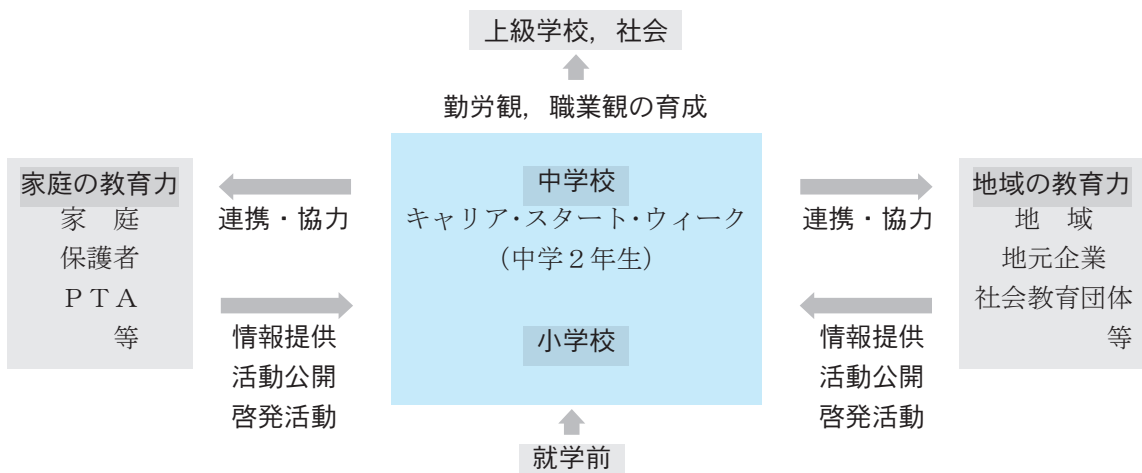 上級学校，社会
勤労観，職業観の育成
家庭の教育力
家　庭
保護者
ＰＴＡ
等
連携・協力
情報提供
活動公開
啓発活動
中学校
キャリア・スタート・ウィーク
（中学２年生）
小学校
連携・協力
情報提供
活動公開
啓発活動
地域の教育力
地　域
地元企業
社会教育団体
等
就学前